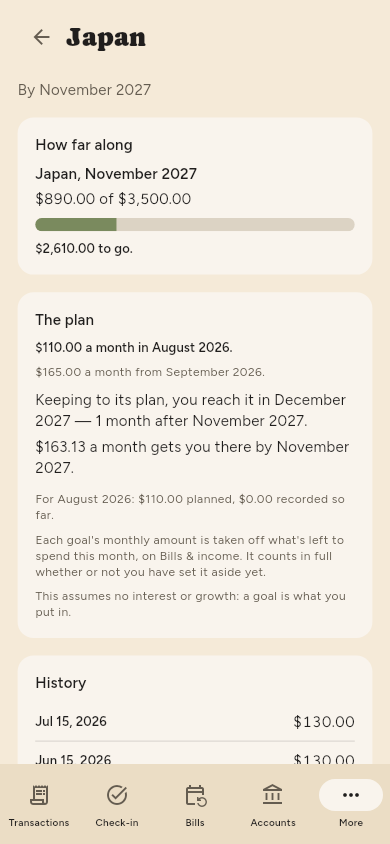 Japan
By November 2027
How far along
Japan, November 2027
$890.00 of $3,500.00
$2,610.00 to go.
The plan
$110.00 a month in August 2026.
$165.00 a month from September 2026.
Keeping to its plan, you reach it in December
2027 — 1 month after November 2027.
$163.13 a month gets you there by November
2027.
For August 2026: $110.00 planned, $0.00 recorded so
far.
Each goal's monthly amount is taken off what's left to
spend this month, on Bills & income. It counts in full
whether or not you have set it aside yet.
This assumes no interest or growth: a goal is what you
put in.
History
Jul 15, 2026 $130.00
Jun 15, 2026 $130.00
Transactions Check-in Bills Accounts More